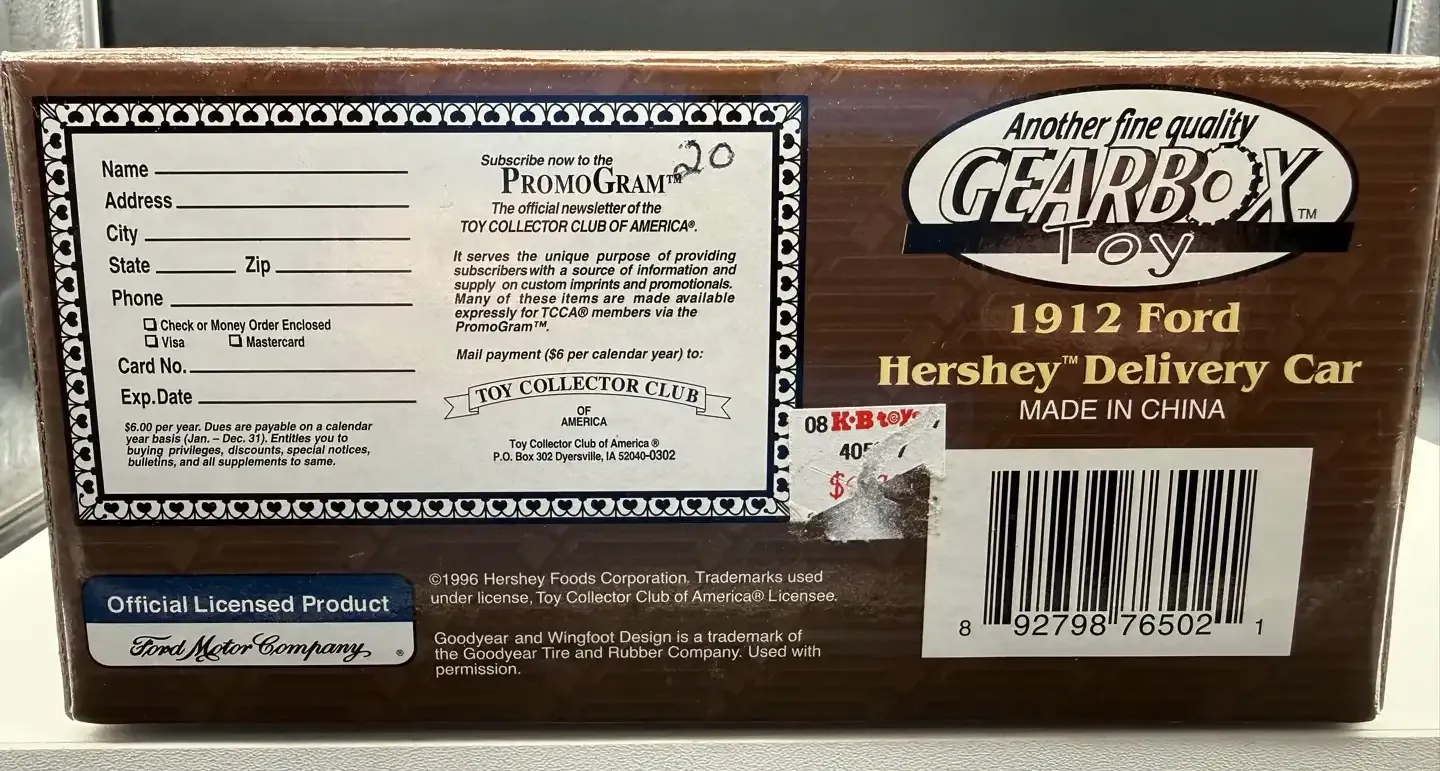 Name
Address
City
State Zip
Phone
Check or Money Order Enclosed
Visa Mastercard
Card No.
Exp.Date
$6.00 per year. Dues are payable on a calendar
year basis (Jan. – Dec. 31). Entitles you to
buying privileges, discounts, special notices,
bulletins, and all supplements to same.
Subscribe now to the
PROMOGRAM™
20
The official newsletter of the
TOY COLLECTOR CLUB OF AMERICA®.
It serves the unique purpose of providing
subscribers with a source of information and
supply on custom imprints and promotionals.
Many of these items are made available
expressly for TCCA® members via the
PromoGram™.
Mail payment ($6 per calendar year) to:
TOY COLLECTOR CLUB
OF
AMERICA
Toy Collector Club of America ®
P.O. Box 302 Dyersville, IA 52040-0302
Another fine quality
GEARBOX™
Toy
1912 Ford
Hershey™ Delivery Car
MADE IN CHINA
08 K·B toys
8 92798 76502 1
Official Licensed Product
Ford Motor Company ®
©1996 Hershey Foods Corporation. Trademarks used
under license, Toy Collector Club of America® Licensee.
Goodyear and Wingfoot Design is a trademark of
the Goodyear Tire and Rubber Company. Used with
permission.